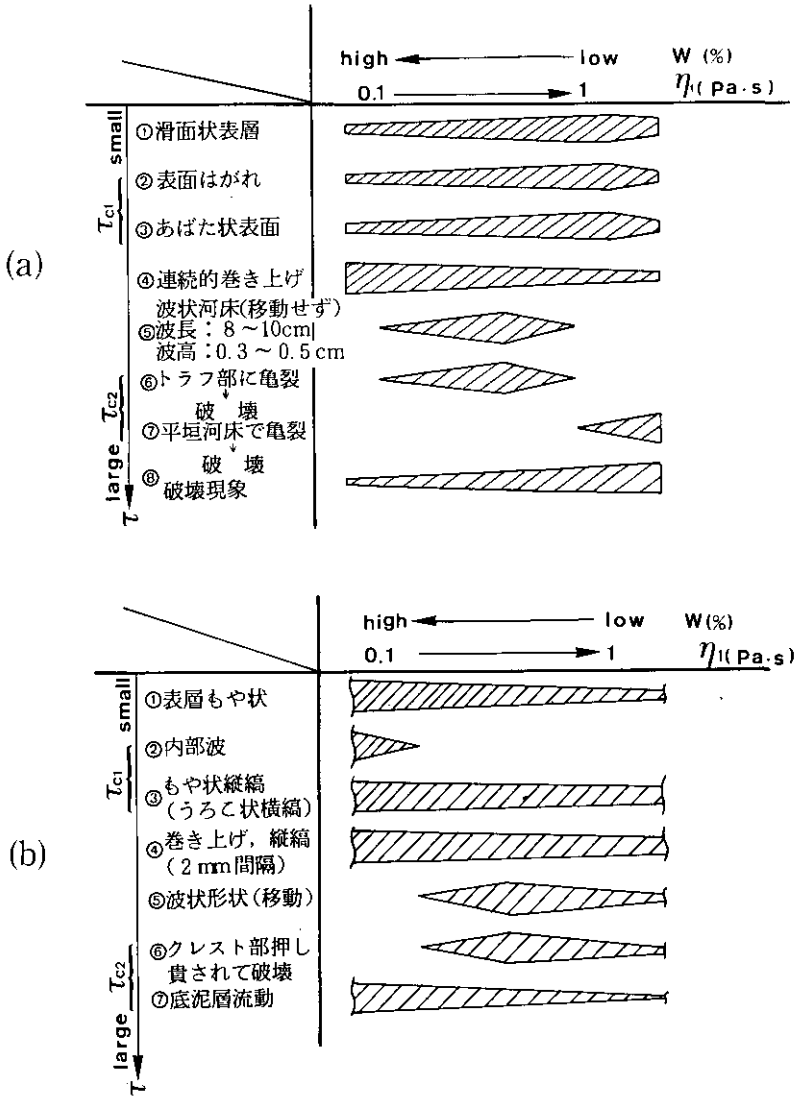 (a)
high low W (%)
0.1 1 η1( Pa·s)
small
τc1
τc2
large
τ
①滑面状表層
②表面はがれ
③あばた状表面
④連続的巻き上げ
波状河床(移動せず)
⑤波長：8～10cm
波高：0.3～0.5cm
⑥トラフ部に亀裂
↓
破 壊
⑦平垣河床で亀裂
↓
破 壊
⑧破壊現象
(b)
high low W(%)
0.1 1 η1( Pa·s)
small
τc1
τc2
large
τ
①表層もや状
②内部波
③もや状縦縞
(うろこ状横縞)
④巻き上げ，縦縞
(2mm間隔)
⑤波状形状(移動)
⑥クレスト部押し
貴されて破壊
⑦底泥層流動